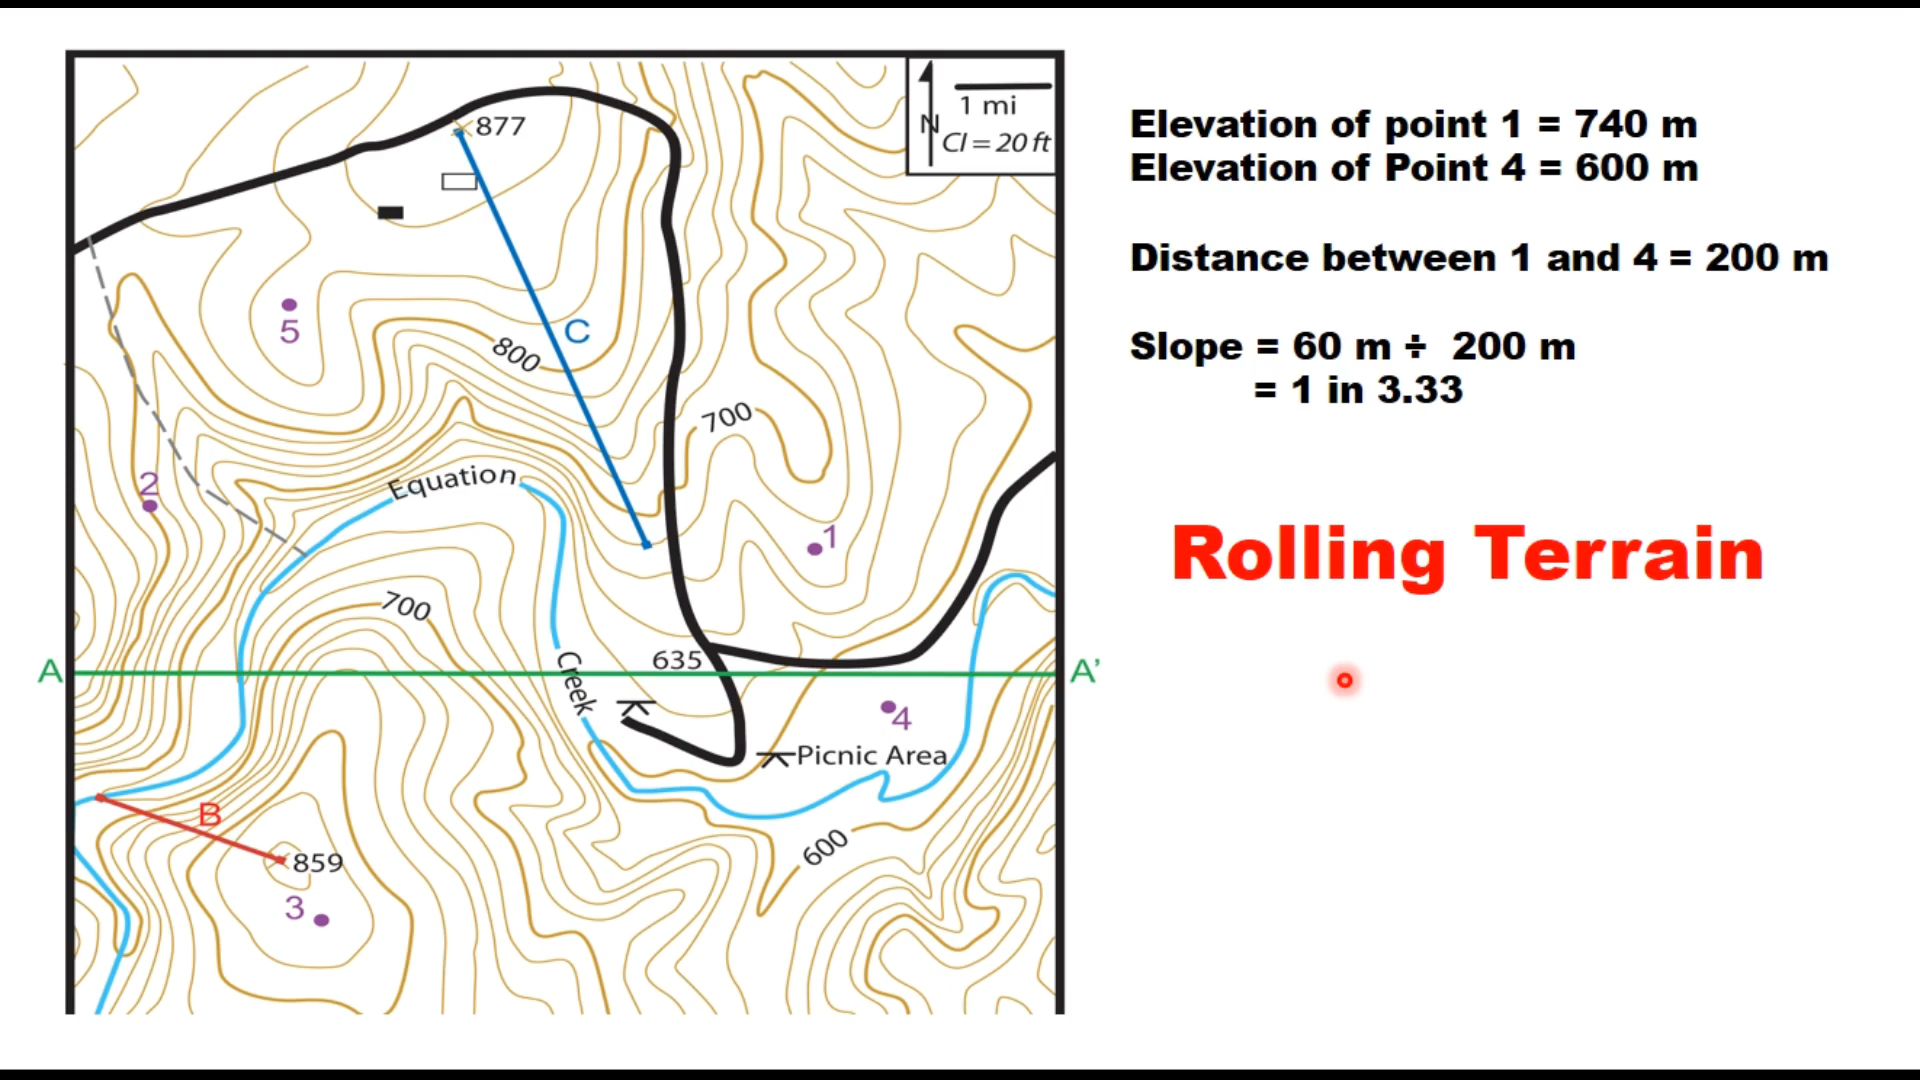 877
1 mi
N
CI = 20 ft
5
C
800
700
2
Equation
1
700
A
635
A’
Creek
4
Picnic Area
B
600
859
3
Elevation of point 1 = 740 m
Elevation of Point 4 = 600 m
Distance between 1 and 4 = 200 m
Slope = 60 m ÷ 200 m
= 1 in 3.33
Rolling Terrain